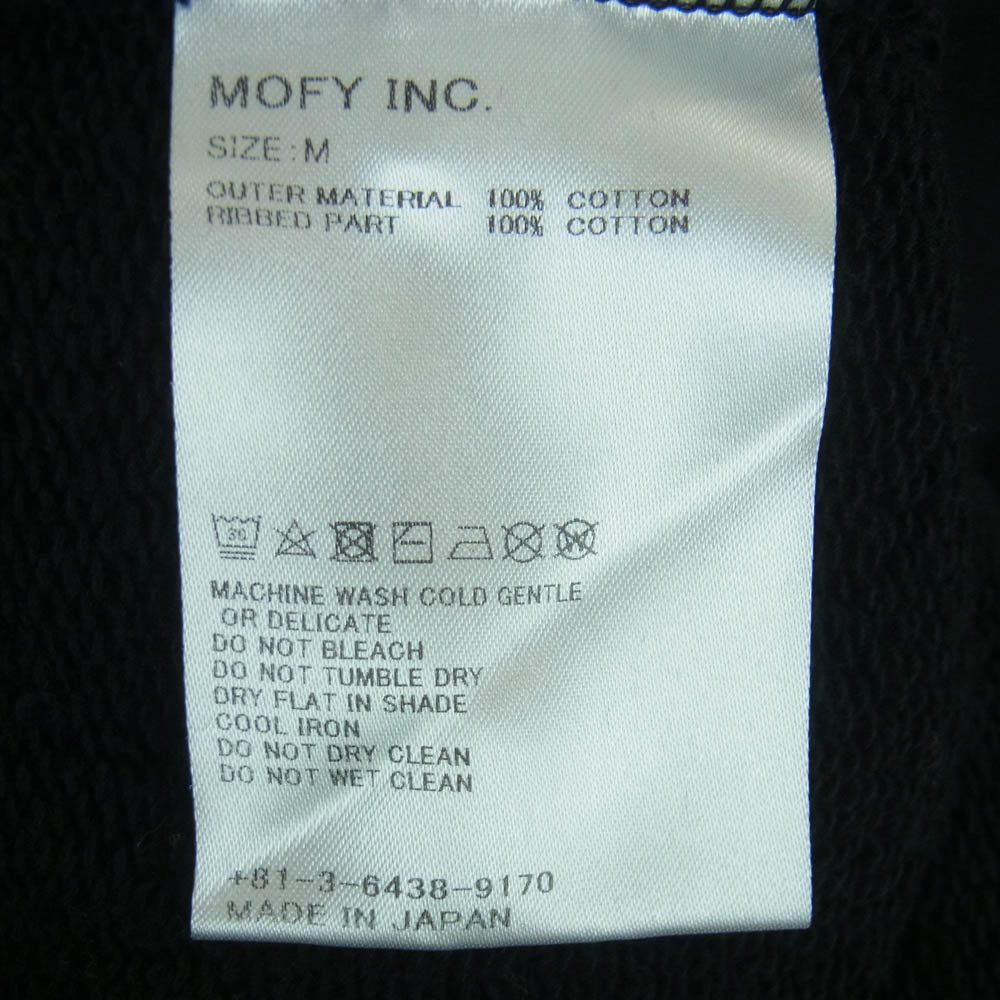 MOFY INC.
SIZE : M
OUTER MATERIAL 100% COTTON
RIBBED PART 100% COTTON
30 W
MACHINE WASH COLD GENTLE
OR DELICATE
DO NOT BLEACH
DO NOT TUMBLE DRY
DRY FLAT IN SHADE
COOL IRON
DO NOT DRY CLEAN
DO NOT WET CLEAN
+81-3-6438-9170
MADE IN JAPAN